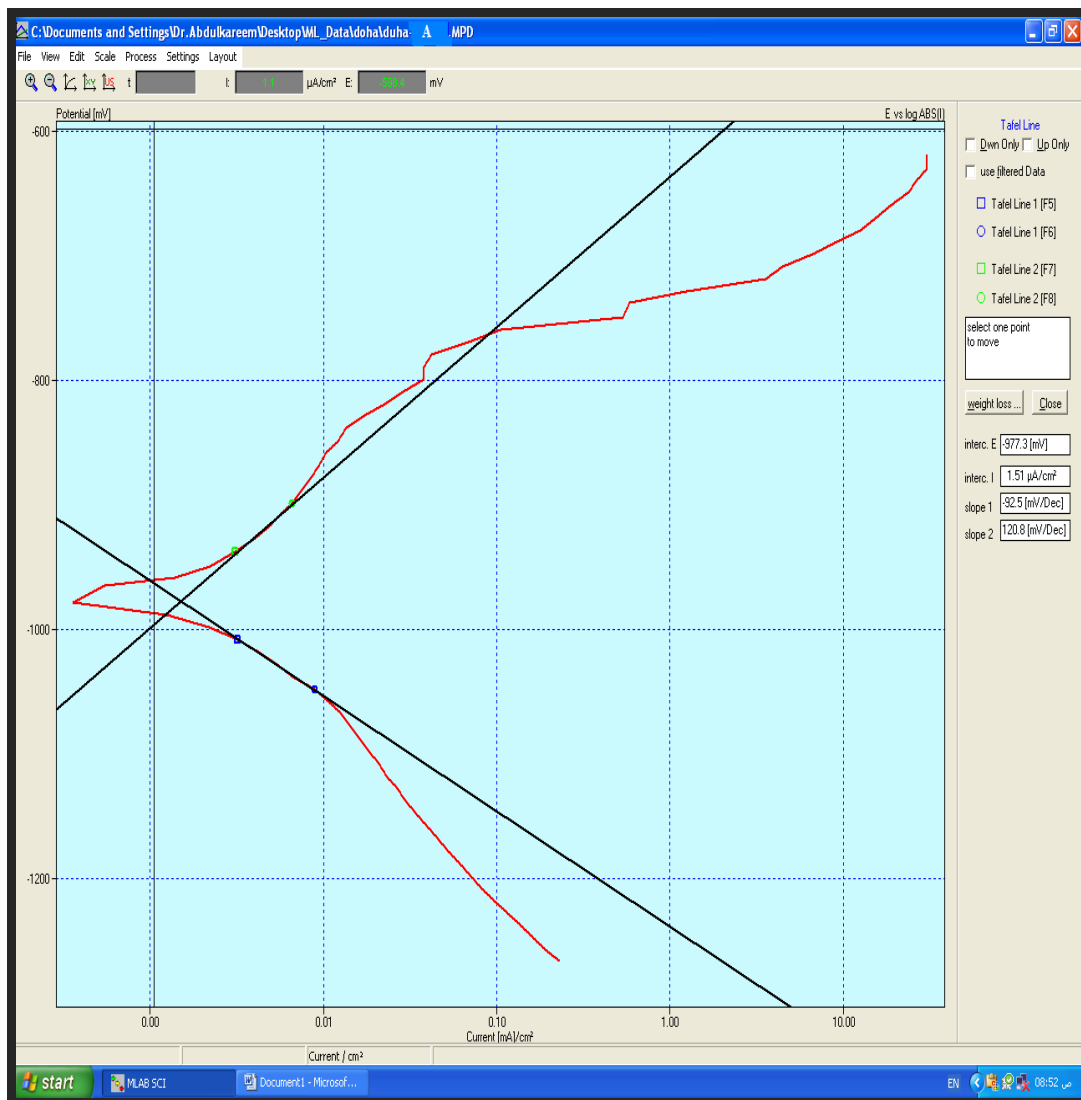 C:\Documents and Settings\Dr.Abdulkareem\Desktop\ML_Data\doha\duha- A .MPD
File View Edit Scale Process Settings Layout
t I: 1.1 µA/cm² E: mV
Potential [mV] E vs log ABS(I)
-600
-800
-1000
-1200
0.00 0.01 0.10 1.00 10.00
Current [mA]/cm²
Tafel Line
Dwn Only Up Only
use filtered Data
Tafel Line 1 [F5]
Tafel Line 1 [F6]
Tafel Line 2 [F7]
Tafel Line 2 [F8]
select one point
to move
weight loss ... Close
interc. E -977.3 [mV]
interc. I 1.51 µA/cm²
slope 1 -92.5 [mV/Dec]
slope 2 120.8 [mV/Dec]
Current / cm²
start MLAB SCI Document1 - Microsof... EN 08:52 ص